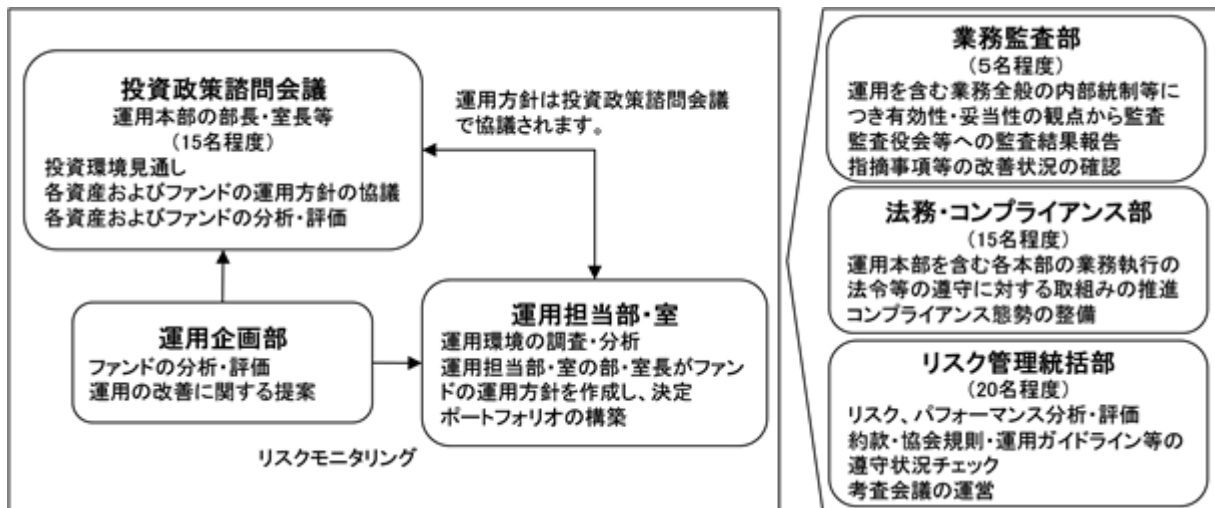 投資政策諮問会議
運用本部の部長・室長等
(15名程度)
投資環境見通し
各資産およびファンドの運用方針の協議
各資産およびファンドの分析・評価
運用方針は投資政策諮問会議
で協議されます。
運用企画部
ファンドの分析・評価
運用の改善に関する提案
運用担当部・室
運用環境の調査・分析
運用担当部・室の部・室長がファン
ドの運用方針を作成し、決定
ポートフォリオの構築
リスクモニタリング
業務監査部
(5名程度)
運用を含む業務全般の内部統制等に
つき有効性・妥当性の観点から監査
監査役会等への監査結果報告
指摘事項等の改善状況の確認
法務・コンプライアンス部
(15名程度)
運用本部を含む各本部の業務執行の
法令等の遵守に対する取組みの推進
コンプライアンス態勢の整備
リスク管理統括部
(20名程度)
リスク、パフォーマンス分析・評価
約款・協会規則・運用ガイドライン等の
遵守状況チェック
考査会議の運営